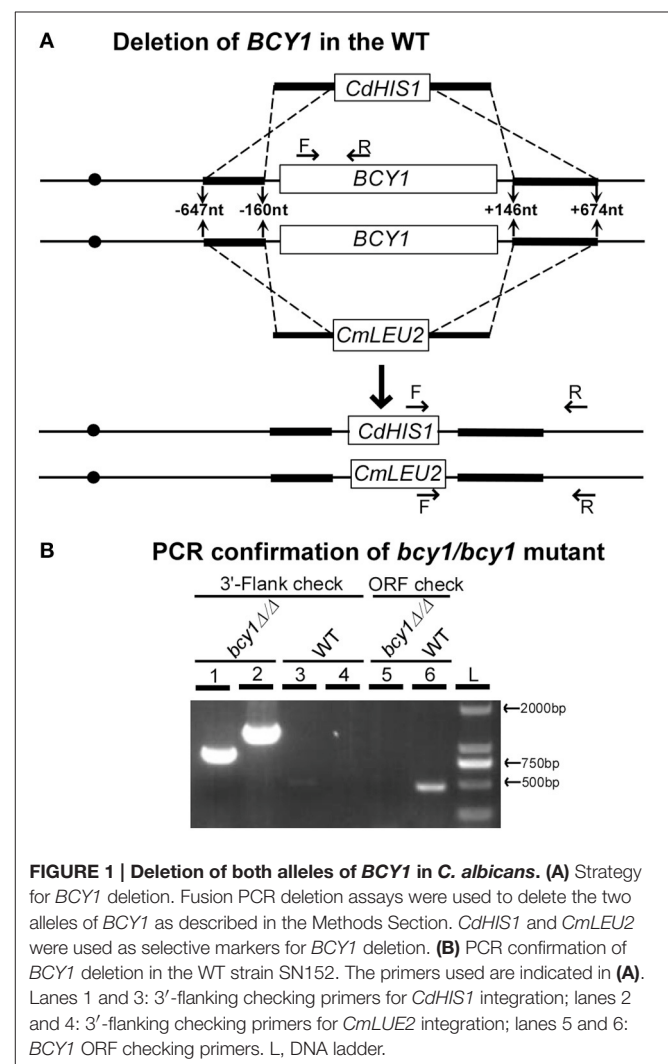 A Deletion of BCY1 in the WT
CdHIS1
F R
BCY1
-647nt -160nt +146nt +674nt
BCY1
CmLEU2
F R
CdHIS1
CmLEU2
F R
B PCR confirmation of bcy1/bcy1 mutant
3'-Flank check ORF check
bcy1Δ/Δ WT bcy1Δ/Δ WT
1 2 3 4 5 6 L
←2000bp
←750bp
←500bp
FIGURE 1 | Deletion of both alleles of BCY1 in C. albicans. (A) Strategy
for BCY1 deletion. Fusion PCR deletion assays were used to delete the two
alleles of BCY1 as described in the Methods Section. CdHIS1 and CmLEU2
were used as selective markers for BCY1 deletion. (B) PCR confirmation of
BCY1 deletion in the WT strain SN152. The primers used are indicated in (A).
Lanes 1 and 3: 3′-flanking checking primers for CdHIS1 integration; lanes 2
and 4: 3′-flanking checking primers for CmLUE2 integration; lanes 5 and 6:
BCY1 ORF checking primers. L, DNA ladder.